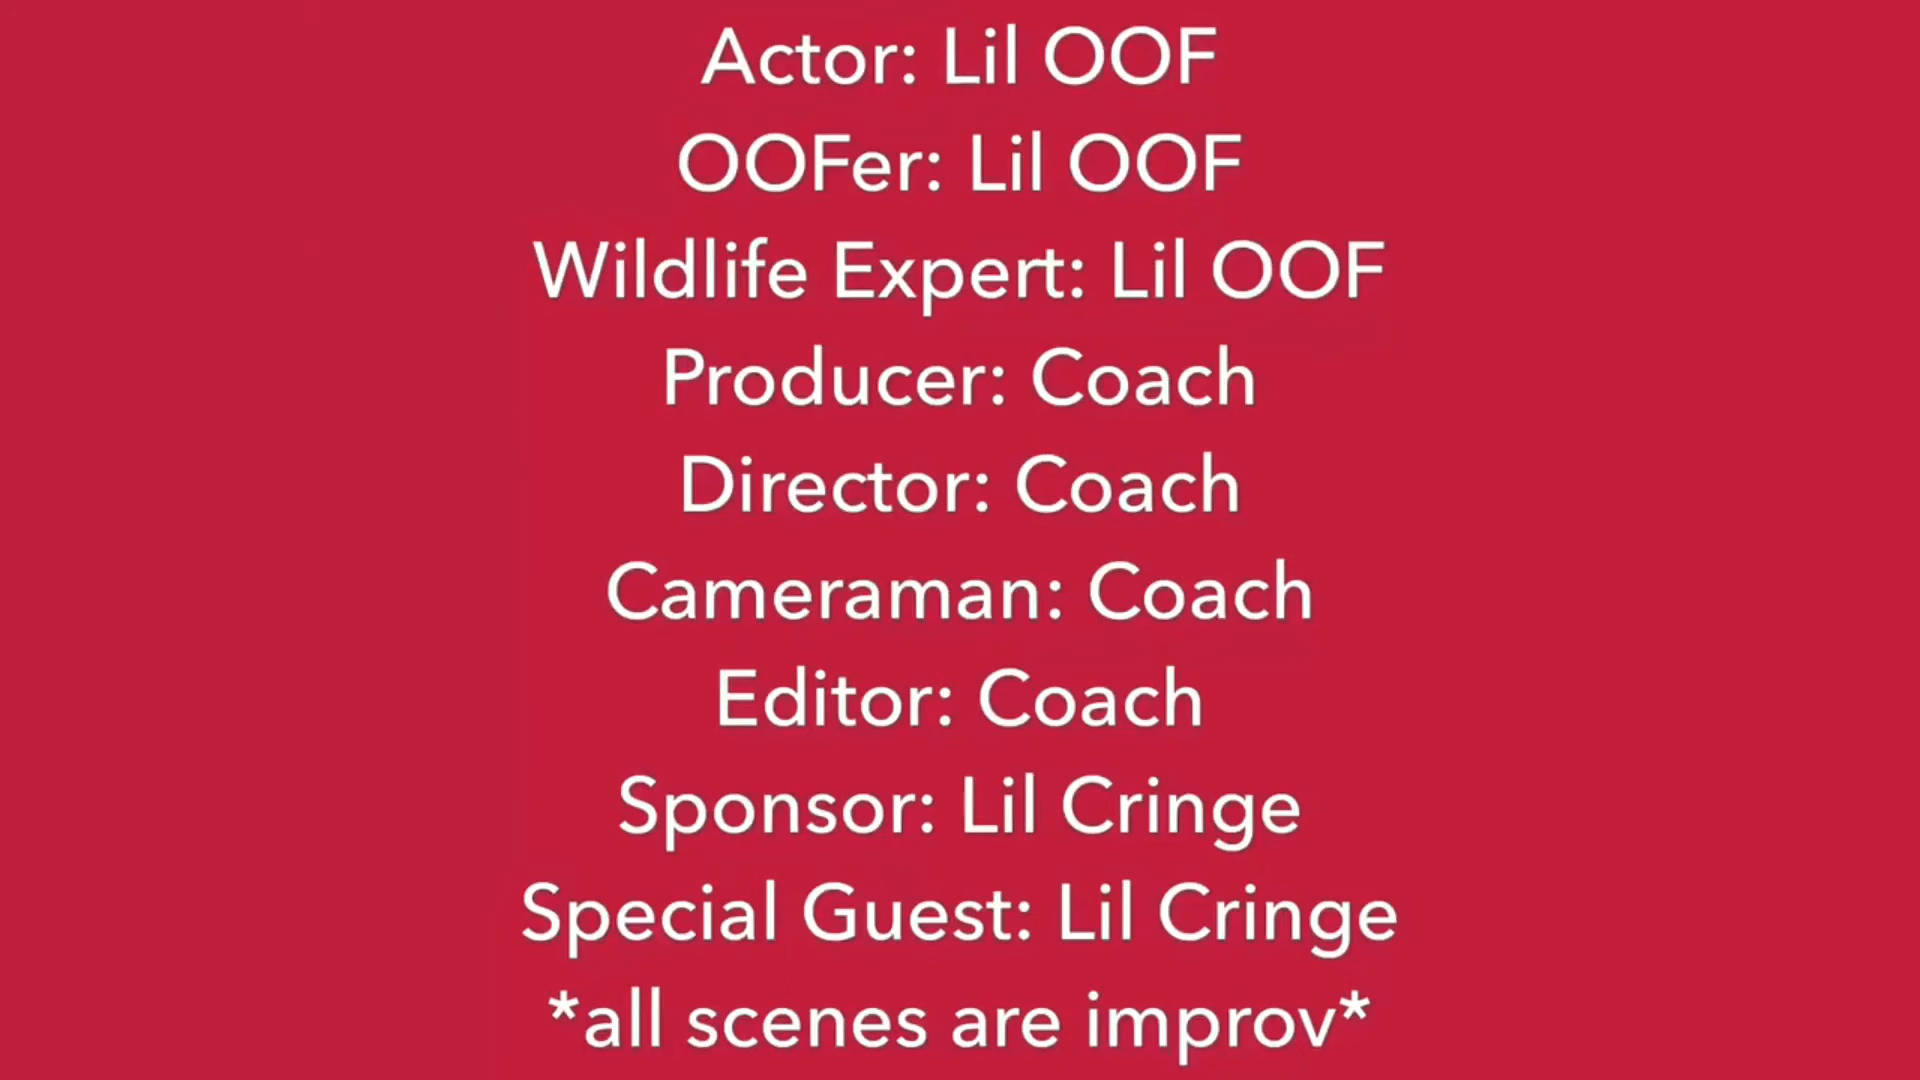 Actor: Lil OOF
OOFer: Lil OOF
Wildlife Expert: Lil OOF
Producer: Coach
Director: Coach
Cameraman: Coach
Editor: Coach
Sponsor: Lil Cringe
Special Guest: Lil Cringe
*all scenes are improv*